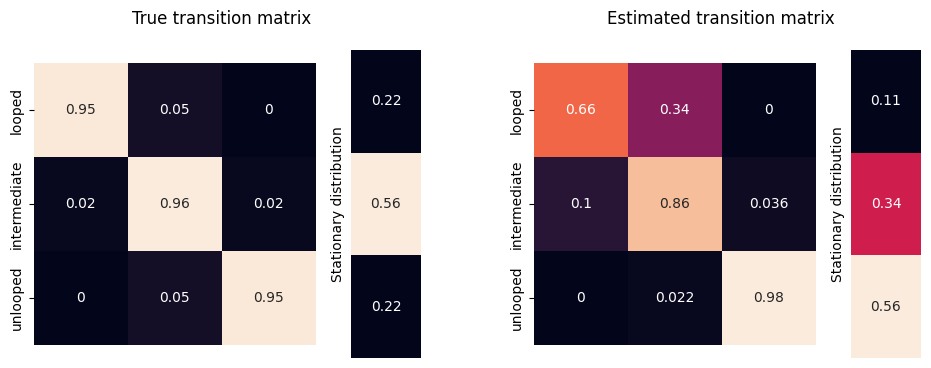 True transition matrix
looped
0.95 0.05 0
intermediate
0.02 0.96 0.02
unlooped
0 0.05 0.95
Stationary distribution
0.22
0.56
0.22
Estimated transition matrix
looped
0.66 0.34 0
intermediate
0.1 0.86 0.036
unlooped
0 0.022 0.98
Stationary distribution
0.11
0.34
0.56